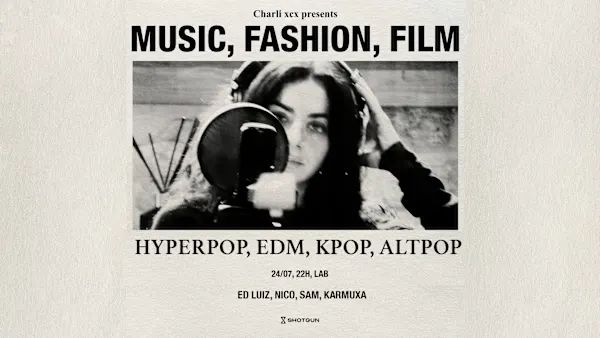 Charli xcx presents
MUSIC, FASHION, FILM
HYPERPOP, EDM, KPOP, ALTPOP
24/07, 22H, LAB
ED LUIZ, NICO, SAM, KARMUXA
SHOTGUN